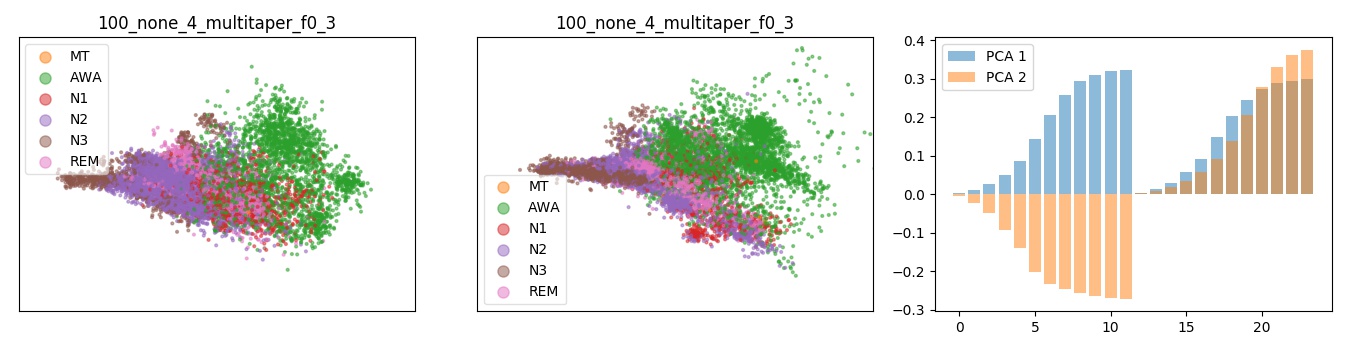 100_none_4_multitaper_f0_3
MT
AWA
N1
N2
N3
REM
100_none_4_multitaper_f0_3
MT
AWA
N1
N2
N3
REM
PCA 1
PCA 2
0.4
0.3
0.2
0.1
0.0
−0.1
−0.2
−0.3
0 5 10 15 20